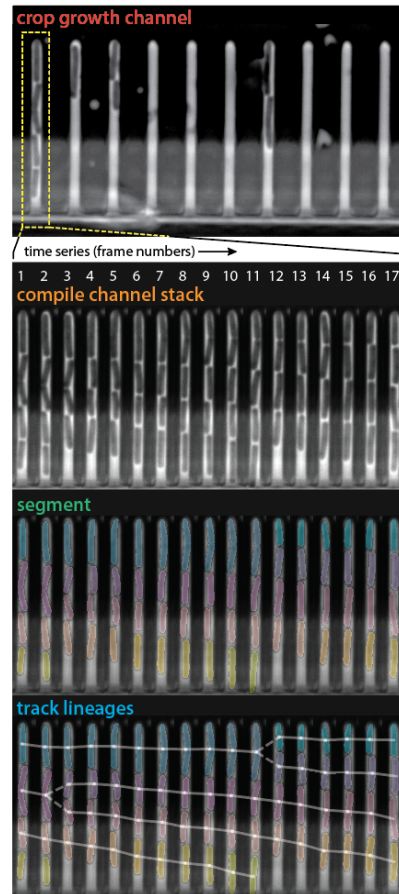 crop growth channel
time series (frame numbers)
1 2 3 4 5 6 7 8 9 10 11 12 13 14 15 16 17
compile channel stack
segment
track lineages